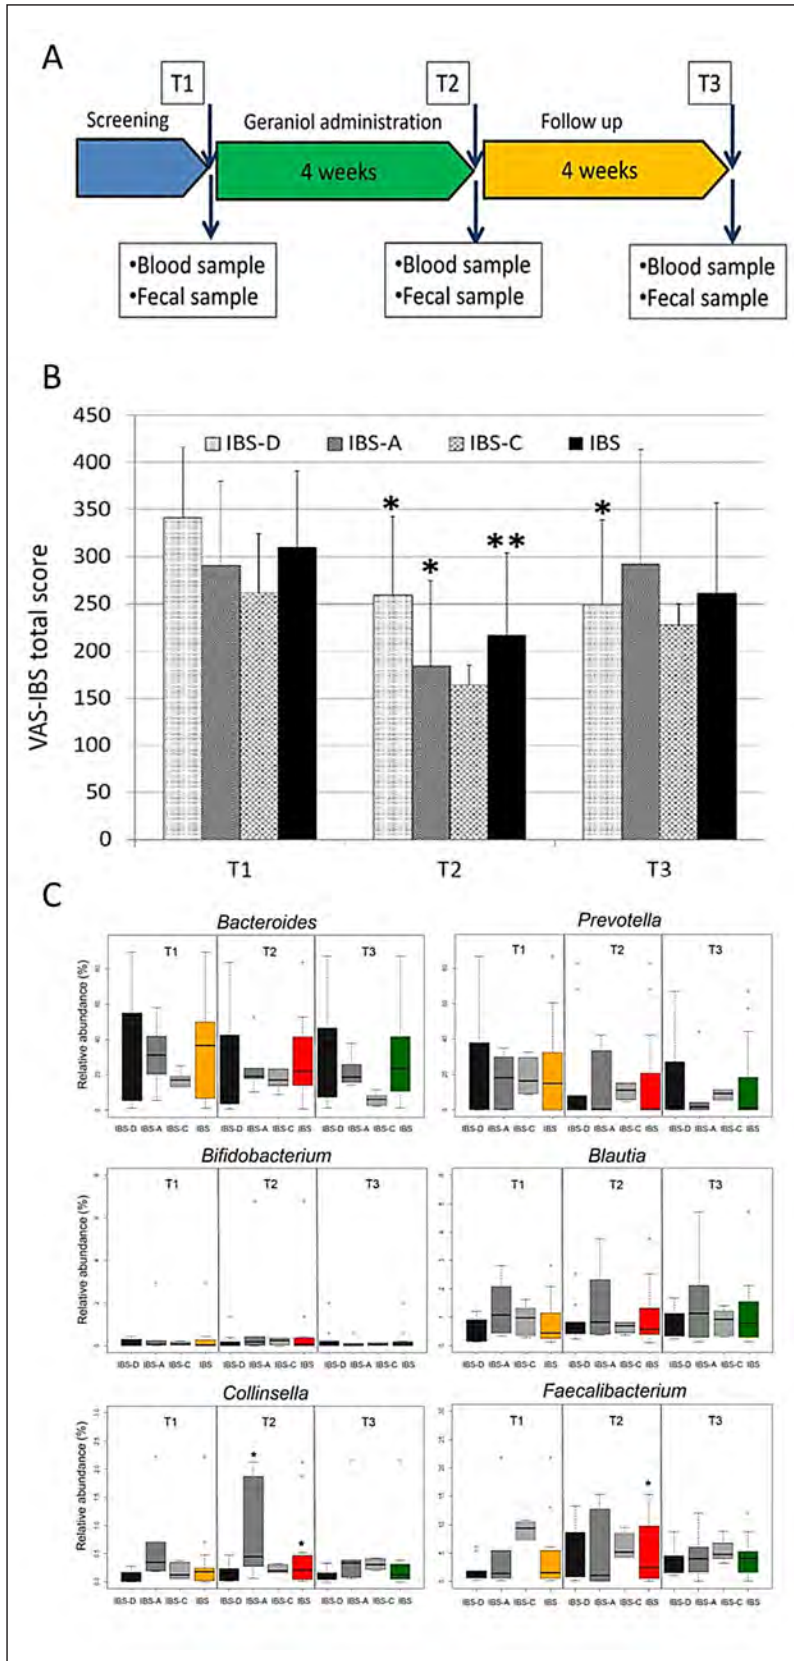 A
T1
T2
T3
Screening
Geraniol administration
Follow up
4 weeks
4 weeks
•Blood sample
•Fecal sample
•Blood sample
•Fecal sample
•Blood sample
•Fecal sample
B
450
400
350
300
250
200
150
100
50
0
VAS-IBS total score
IBS-D IBS-A IBS-C IBS
* * ** *
T1 T2 T3
C
Bacteroides
Relative abundance (%)
T1 T2 T3
IBS-D IBS-A IBS-C IBS IBS-D IBS-A IBS-C IBS IBS-D IBS-A IBS-C IBS
Prevotella
T1 T2 T3
IBS-D IBS-A IBS-C IBS IBS-D IBS-A IBS-C IBS IBS-D IBS-A IBS-C IBS
Bifidobacterium
Relative abundance (%)
T1 T2 T3
IBS-D IBS-A IBS-C IBS IBS-D IBS-A IBS-C IBS IBS-D IBS-A IBS-C IBS
Blautia
T1 T2 T3
IBS-D IBS-A IBS-C IBS IBS-D IBS-A IBS-C IBS IBS-D IBS-A IBS-C IBS
Collinsella
Relative abundance (%)
T1 T2 T3
* *
IBS-D IBS-A IBS-C IBS IBS-D IBS-A IBS-C IBS IBS-D IBS-A IBS-C IBS
Faecalibacterium
T1 T2 T3
*
IBS-D IBS-A IBS-C IBS IBS-D IBS-A IBS-C IBS IBS-D IBS-A IBS-C IBS